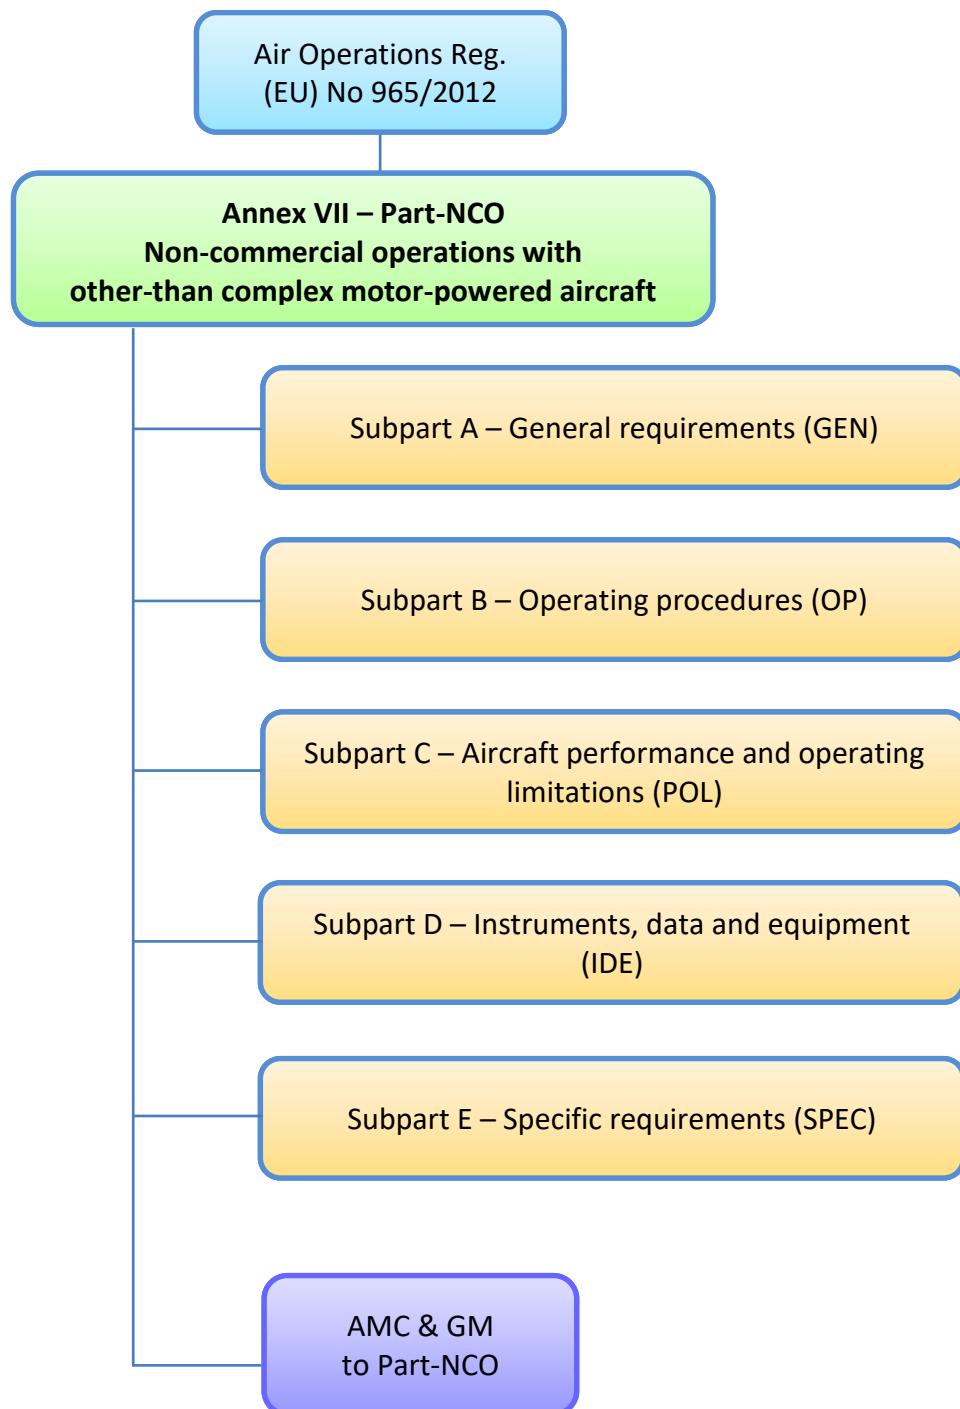 Air Operations Reg.
(EU) No 965/2012
Annex VII – Part-NCO
Non-commercial operations with
other-than complex motor-powered aircraft
Subpart A – General requirements (GEN)
Subpart B – Operating procedures (OP)
Subpart C – Aircraft performance and operating
limitations (POL)
Subpart D – Instruments, data and equipment
(IDE)
Subpart E – Specific requirements (SPEC)
AMC & GM
to Part-NCO